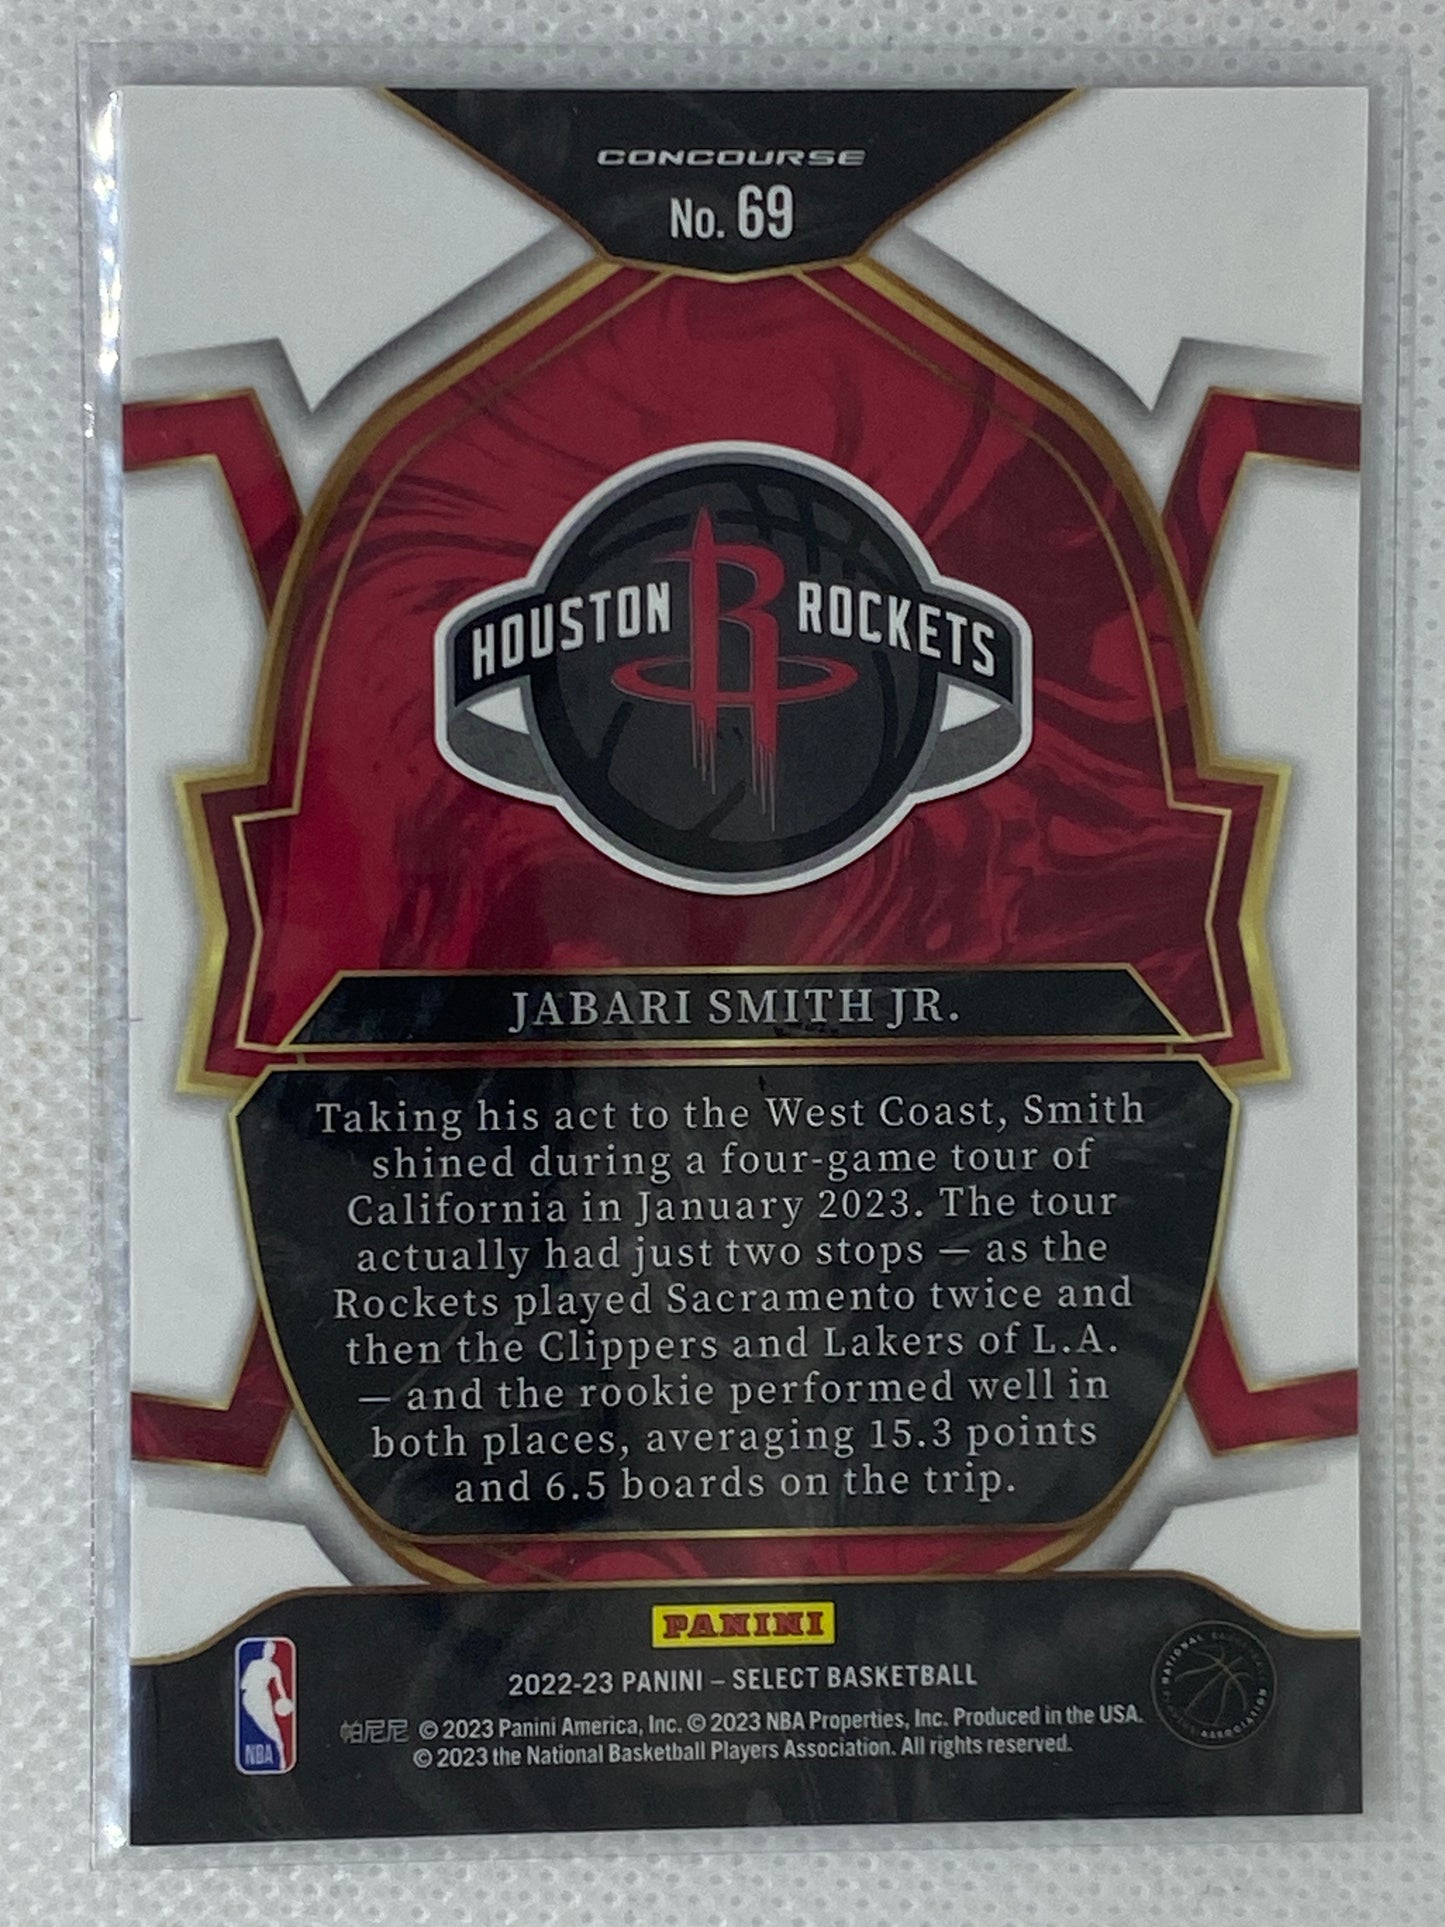 CONCOURSE
No. 69
HOUSTON ROCKETS
JABARI SMITH JR.
Taking his act to the West Coast, Smith
shined during a four-game tour of
California in January 2023. The tour
actually had just two stops — as the
Rockets played Sacramento twice and
then the Clippers and Lakers of L.A.
— and the rookie performed well in
both places, averaging 15.3 points
and 6.5 boards on the trip.
PANINI
2022-23 PANINI – SELECT BASKETBALL
帕尼尼 © 2023 Panini America, Inc. © 2023 NBA Properties, Inc. Produced in the USA.
© 2023 the National Basketball Players Association. All rights reserved.
NBA
NATIONAL BASKETBALL PLAYERS ASSOCIATION